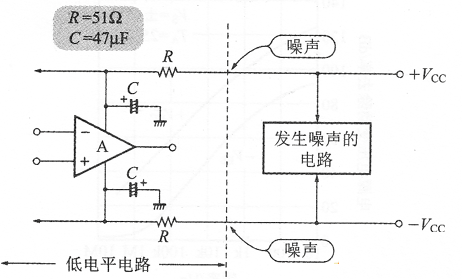 R=51Ω
C=47μF
R
噪声
+VCC
+
C
−
+
A
发生噪声的
电路
C
+
R
−VCC
噪声
低电平电路